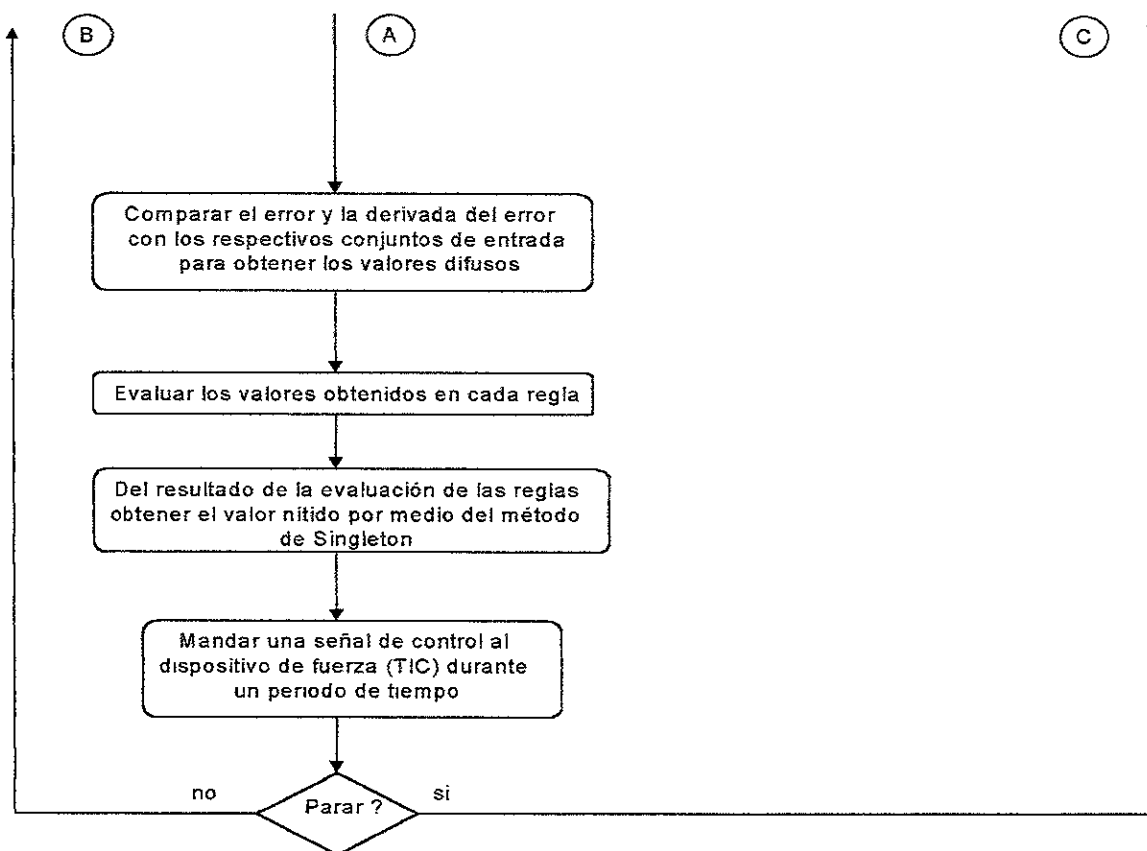 B
A
C
Comparar el error y la derivada del error
con los respectivos conjuntos de entrada
para obtener los valores difusos
Evaluar los valores obtenidos en cada regla
Del resultado de la evaluación de las reglas
obtener el valor nitido por medio del método
de Singleton
Mandar una señal de control al
dispositivo de fuerza (TIC) durante
un periodo de tiempo
no
Parar ?
si